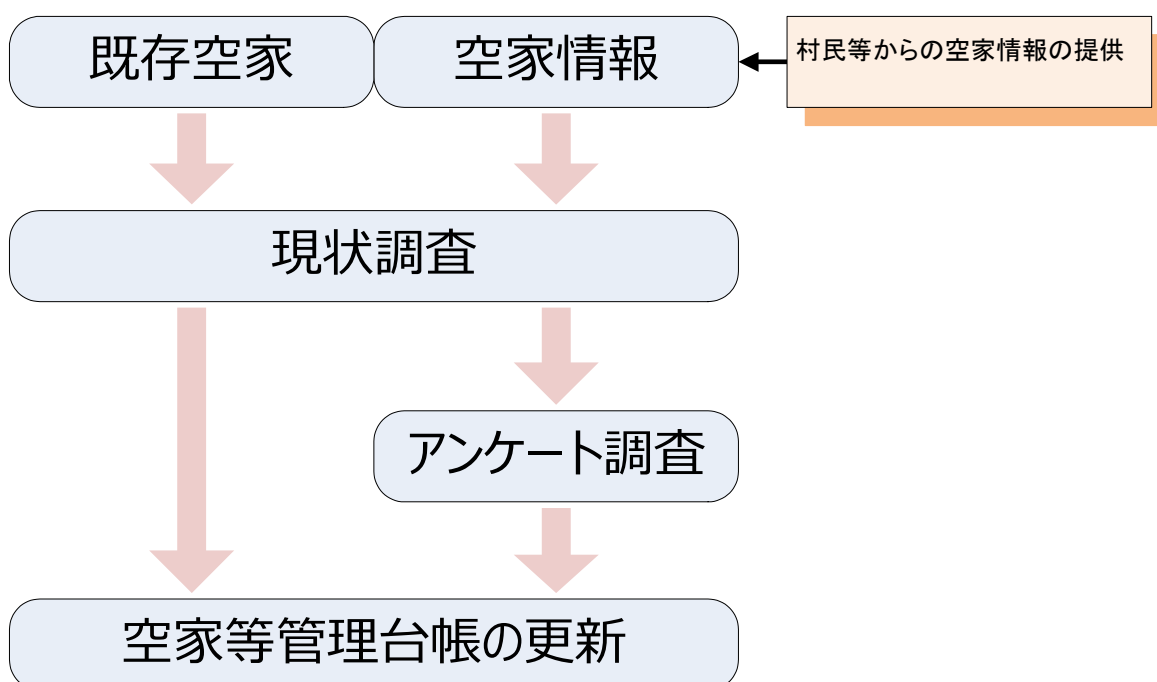 既存空家
空家情報
村民等からの空家情報の提供
現状調査
アンケート調査
空家等管理台帳の更新